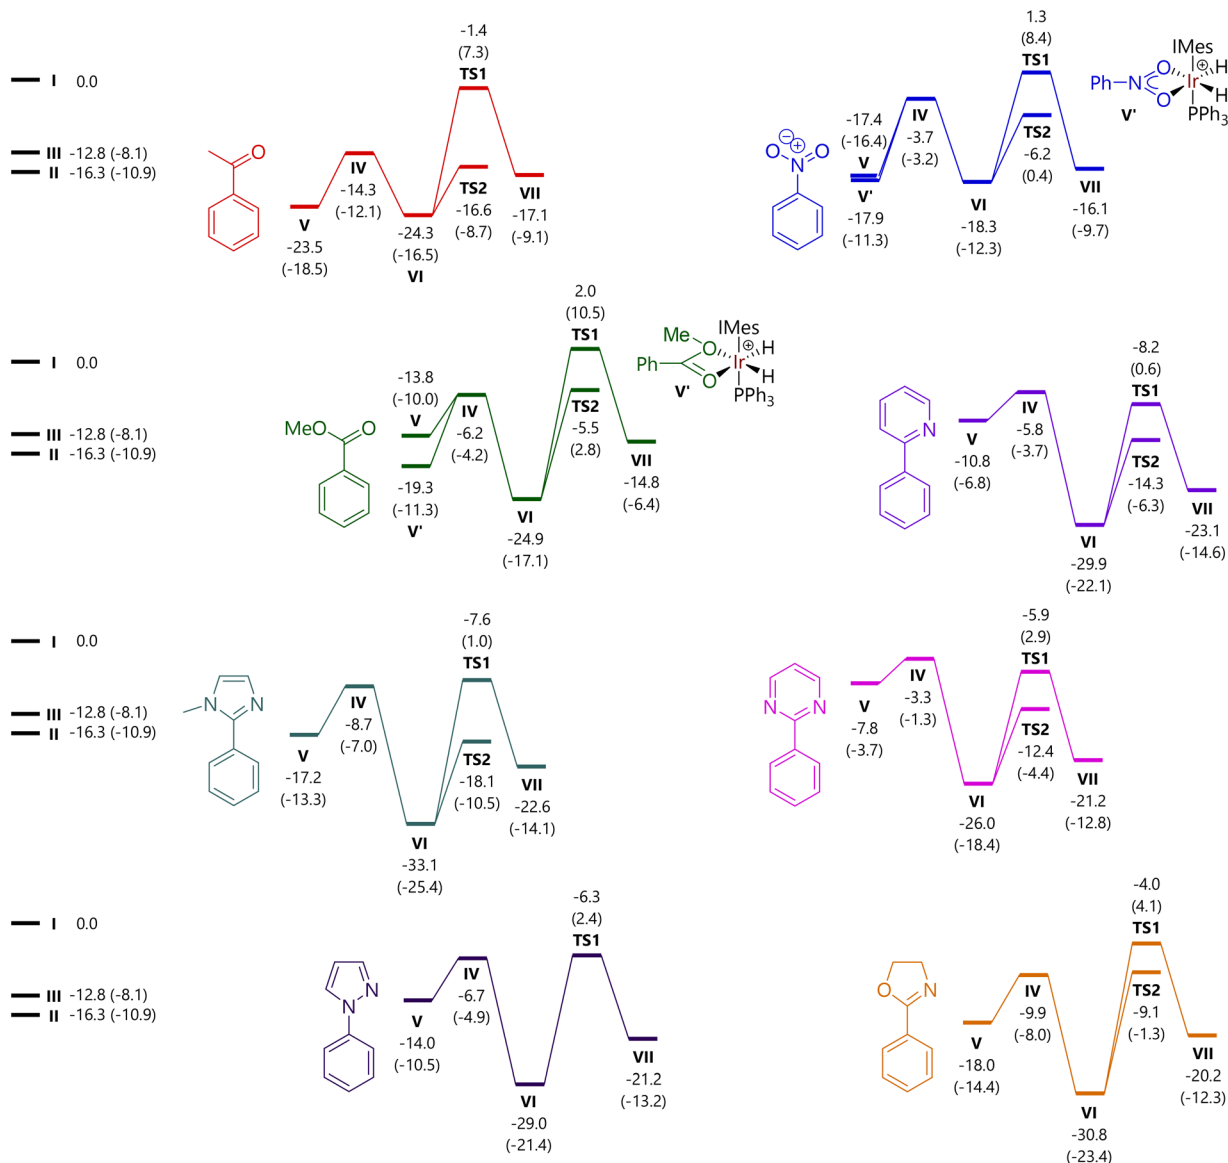 I 0.0
III -12.8 (-8.1)
II -16.3 (-10.9)
O
V
-23.5
(-18.5)
IV
-14.3
(-12.1)
-24.3
(-16.5)
VI
-1.4
(7.3)
TS1
TS2
-16.6
(-8.7)
VII
-17.1
(-9.1)
⊖
O
⊕
N
O
-17.4
(-16.4)
V
V'
-17.9
(-11.3)
IV
-3.7
(-3.2)
VI
-18.3
(-12.3)
1.3
(8.4)
TS1
TS2
-6.2
(0.4)
VII
-16.1
(-9.7)
IMes
Ph
N
O
O
Ir
⊕
H
H
PPh3
V'
I 0.0
III -12.8 (-8.1)
II -16.3 (-10.9)
MeO
O
-13.8
(-10.0)
V
-19.3
(-11.3)
V'
IV
-6.2
(-4.2)
VI
-24.9
(-17.1)
2.0
(10.5)
TS1
TS2
-5.5
(2.8)
VII
-14.8
(-6.4)
IMes
Me
O
Ph
O
Ir
⊕
H
H
PPh3
V'
N
V
-10.8
(-6.8)
IV
-5.8
(-3.7)
VI
-29.9
(-22.1)
-8.2
(0.6)
TS1
TS2
-14.3
(-6.3)
VII
-23.1
(-14.6)
I 0.0
III -12.8 (-8.1)
II -16.3 (-10.9)
N
N
V
-17.2
(-13.3)
IV
-8.7
(-7.0)
VI
-33.1
(-25.4)
-7.6
(1.0)
TS1
TS2
-18.1
(-10.5)
VII
-22.6
(-14.1)
N
N
V
-7.8
(-3.7)
IV
-3.3
(-1.3)
VI
-26.0
(-18.4)
-5.9
(2.9)
TS1
TS2
-12.4
(-4.4)
VII
-21.2
(-12.8)
I 0.0
III -12.8 (-8.1)
II -16.3 (-10.9)
N
N
V
-14.0
(-10.5)
IV
-6.7
(-4.9)
VI
-29.0
(-21.4)
-6.3
(2.4)
TS1
VII
-21.2
(-13.2)
O
N
V
-18.0
(-14.4)
IV
-9.9
(-8.0)
VI
-30.8
(-23.4)
-4.0
(4.1)
TS1
TS2
-9.1
(-1.3)
VII
-20.2
(-12.3)